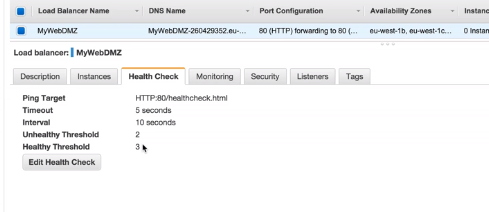 Load Balancer Name DNS Name Port Configuration Availability Zones Instanc
MyWebDMZ MyWebDMZ-260429352.eu-... 80 (HTTP) forwarding to 80 (... eu-west-1b, eu-west-1c... 0 Instan
Load balancer: MyWebDMZ
Description Instances Health Check Monitoring Security Listeners Tags
Ping Target HTTP:80/healthcheck.html
Timeout 5 seconds
Interval 10 seconds
Unhealthy Threshold 2
Healthy Threshold 3
Edit Health Check